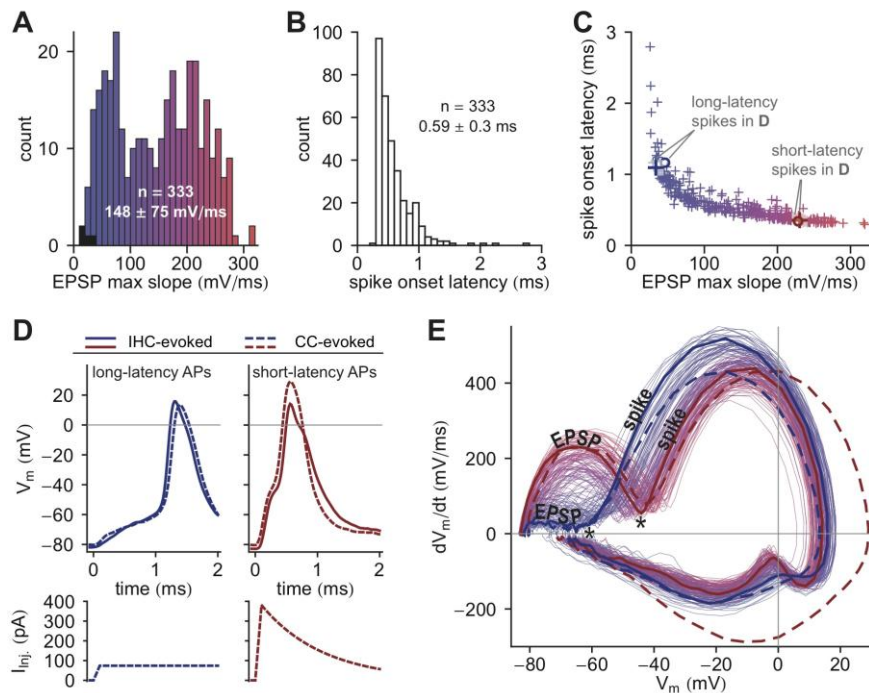 A
count
20
10
0
n = 333
148 ± 75 mV/ms
0 100 200 300
EPSP max slope (mV/ms)
B
count
100
80
60
40
20
0
n = 333
0.59 ± 0.3 ms
0 1 2 3
spike onset latency (ms)
C
spike onset latency (ms)
3
2
1
0
long-latency
spikes in D
short-latency
spikes in D
0 100 200 300
EPSP max slope (mV/ms)
D
IHC-evoked CC-evoked
long-latency APs short-latency APs
Vm (mV)
20
0
−20
−40
−60
−80
0 1 2 0 1 2
time (ms) time (ms)
IInj. (pA)
400
300
200
100
0
E
dVm/dt (mV/ms)
400
200
0
−200
EPSP
spike
spike
EPSP
*
*
−80 −60 −40 −20 0 20
Vm (mV)